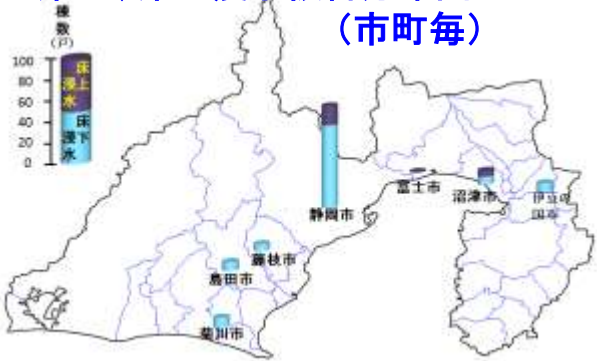 （市町毎）
棟数
（戸）
100
80
60
40
20
0
床上浸水
床下浸水
静岡市
富士市
沼津市
伊豆の国市
藤枝市
島田市
菊川市